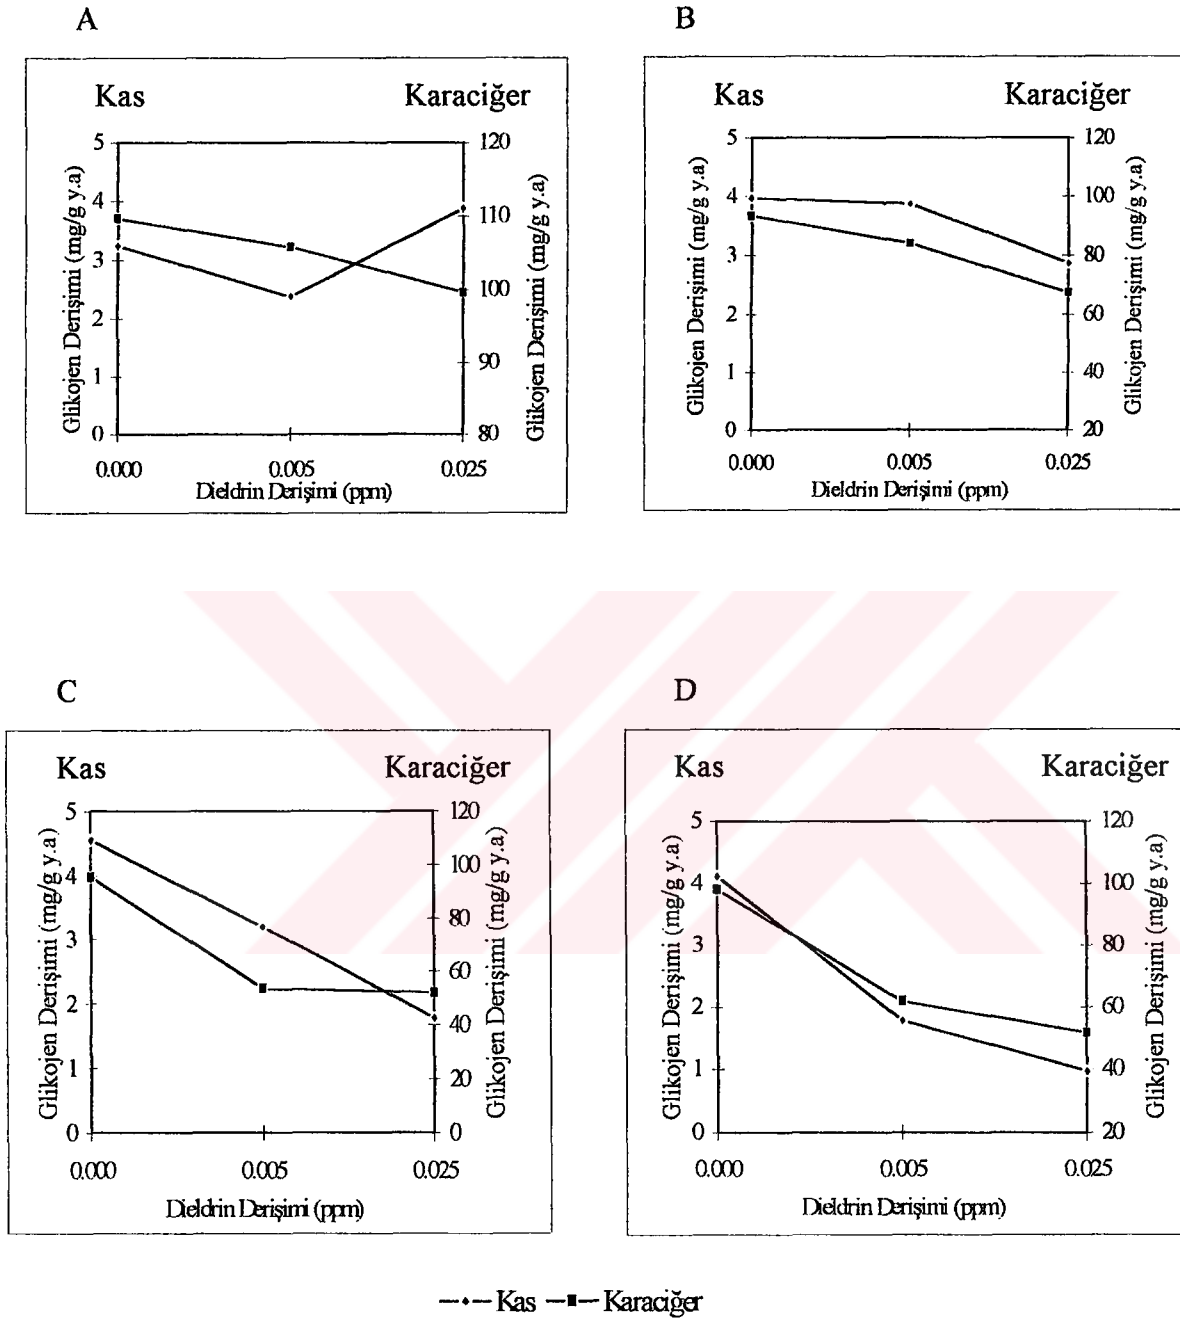 A
B
Kas Karaciğer
Glikojen Derişimi (mg/g y.a)
5
4
3
2
1
0
120
110
100
90
80
Glikojen Derişimi (mg/g y.a)
0.000 0.005 0.025
Dieldrin Derişimi (ppm)
Kas Karaciğer
Glikojen Derişimi (mg/g y.a)
5
4
3
2
1
0
120
100
80
60
40
20
Glikojen Derişimi (mg/g y.a)
0.000 0.005 0.025
Dieldrin Derişimi (ppm)
C
D
Kas Karaciğer
Glikojen Derişimi (mg/g y.a)
5
4
3
2
1
0
120
100
80
60
40
20
0
Glikojen Derişimi (mg/g y.a)
0.000 0.005 0.025
Dieldrin Derişimi (ppm)
Kas Karaciğer
Glikojen Derişimi (mg/g y.a)
5
4
3
2
1
0
120
100
80
60
40
20
Glikojen Derişimi (mg/g y.a)
0.000 0.005 0.025
Dieldrin Derişimi (ppm)
Kas Karaciğer